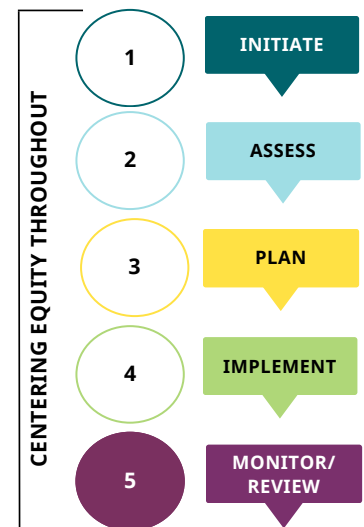 CENTERING EQUITY THROUGHOUT
1
INITIATE
2
ASSESS
3
PLAN
4
IMPLEMENT
5
MONITOR/
REVIEW